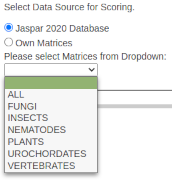 Select Data Source for Scoring.
Jaspar 2020 Database
Own Matrices
Please select Matrices from Dropdown:
ALL
FUNGI
INSECTS
NEMATODES
PLANTS
UROCHORDATES
VERTEBRATES